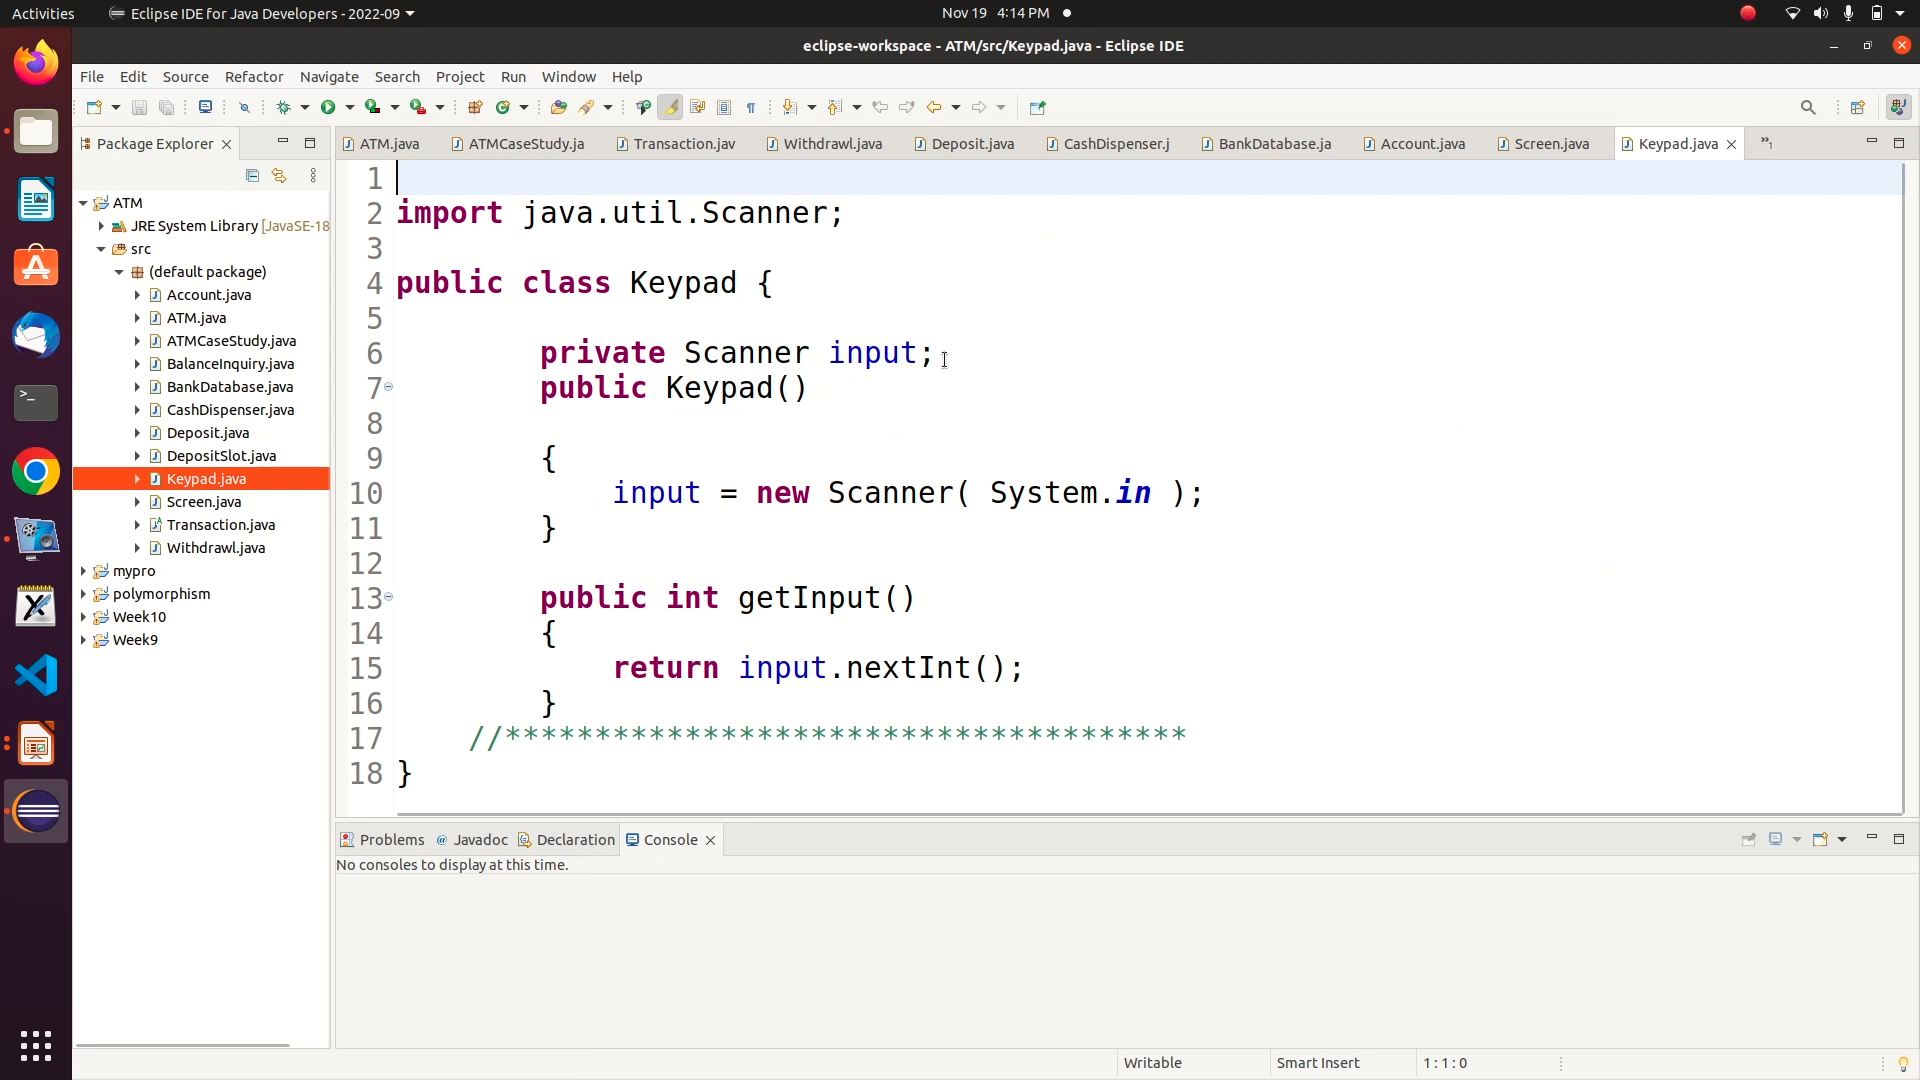 Activities
Eclipse IDE for Java Developers - 2022-09
Nov 19 4:14 PM
eclipse-workspace - ATM/src/Keypad.java - Eclipse IDE
File Edit Source Refactor Navigate Search Project Run Window Help
Package Explorer
ATM
JRE System Library [JavaSE-18
src
(default package)
Account.java
ATM.java
ATMCaseStudy.java
BalanceInquiry.java
BankDatabase.java
CashDispenser.java
Deposit.java
DepositSlot.java
Keypad.java
Screen.java
Transaction.java
Withdrawl.java
mypro
polymorphism
Week10
Week9
ATM.java ATMCaseStudy.ja Transaction.jav Withdrawl.java Deposit.java CashDispenser.j BankDatabase.ja Account.java Screen.java Keypad.java »1
1
2 import java.util.Scanner;
3
4 public class Keypad {
5
6 private Scanner input;
7 public Keypad()
8
9 {
10 input = new Scanner( System.in );
11 }
12
13 public int getInput()
14 {
15 return input.nextInt();
16 }
17 //**************************************
18 }
Problems @ Javadoc Declaration Console
No consoles to display at this time.
Writable Smart Insert 1 : 1 : 0